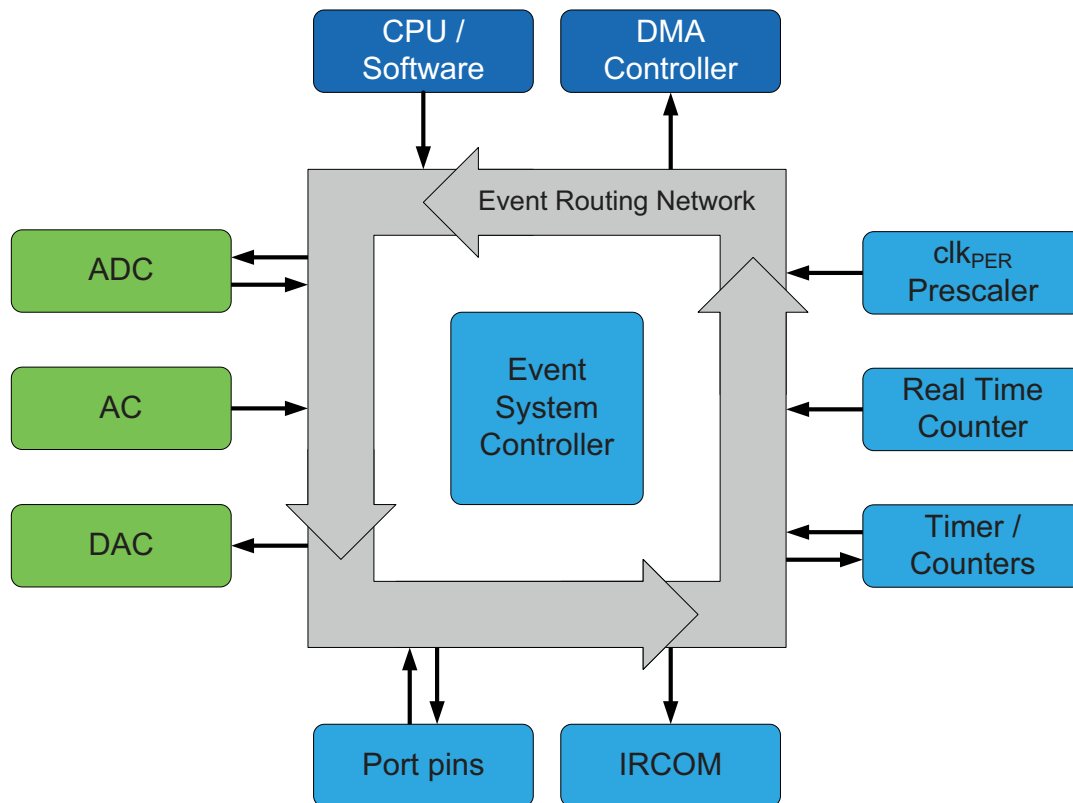 CPU /
Software
DMA
Controller
Event Routing Network
ADC
clkPER
Prescaler
Event
System
Controller
AC
Real Time
Counter
DAC
Timer /
Counters
Port pins
IRCOM